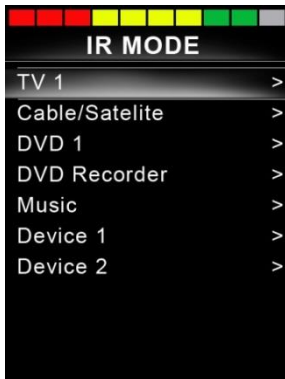 IR MODE
TV 1 >
Cable/Satelite >
DVD 1 >
DVD Recorder >
Music >
Device 1 >
Device 2 >